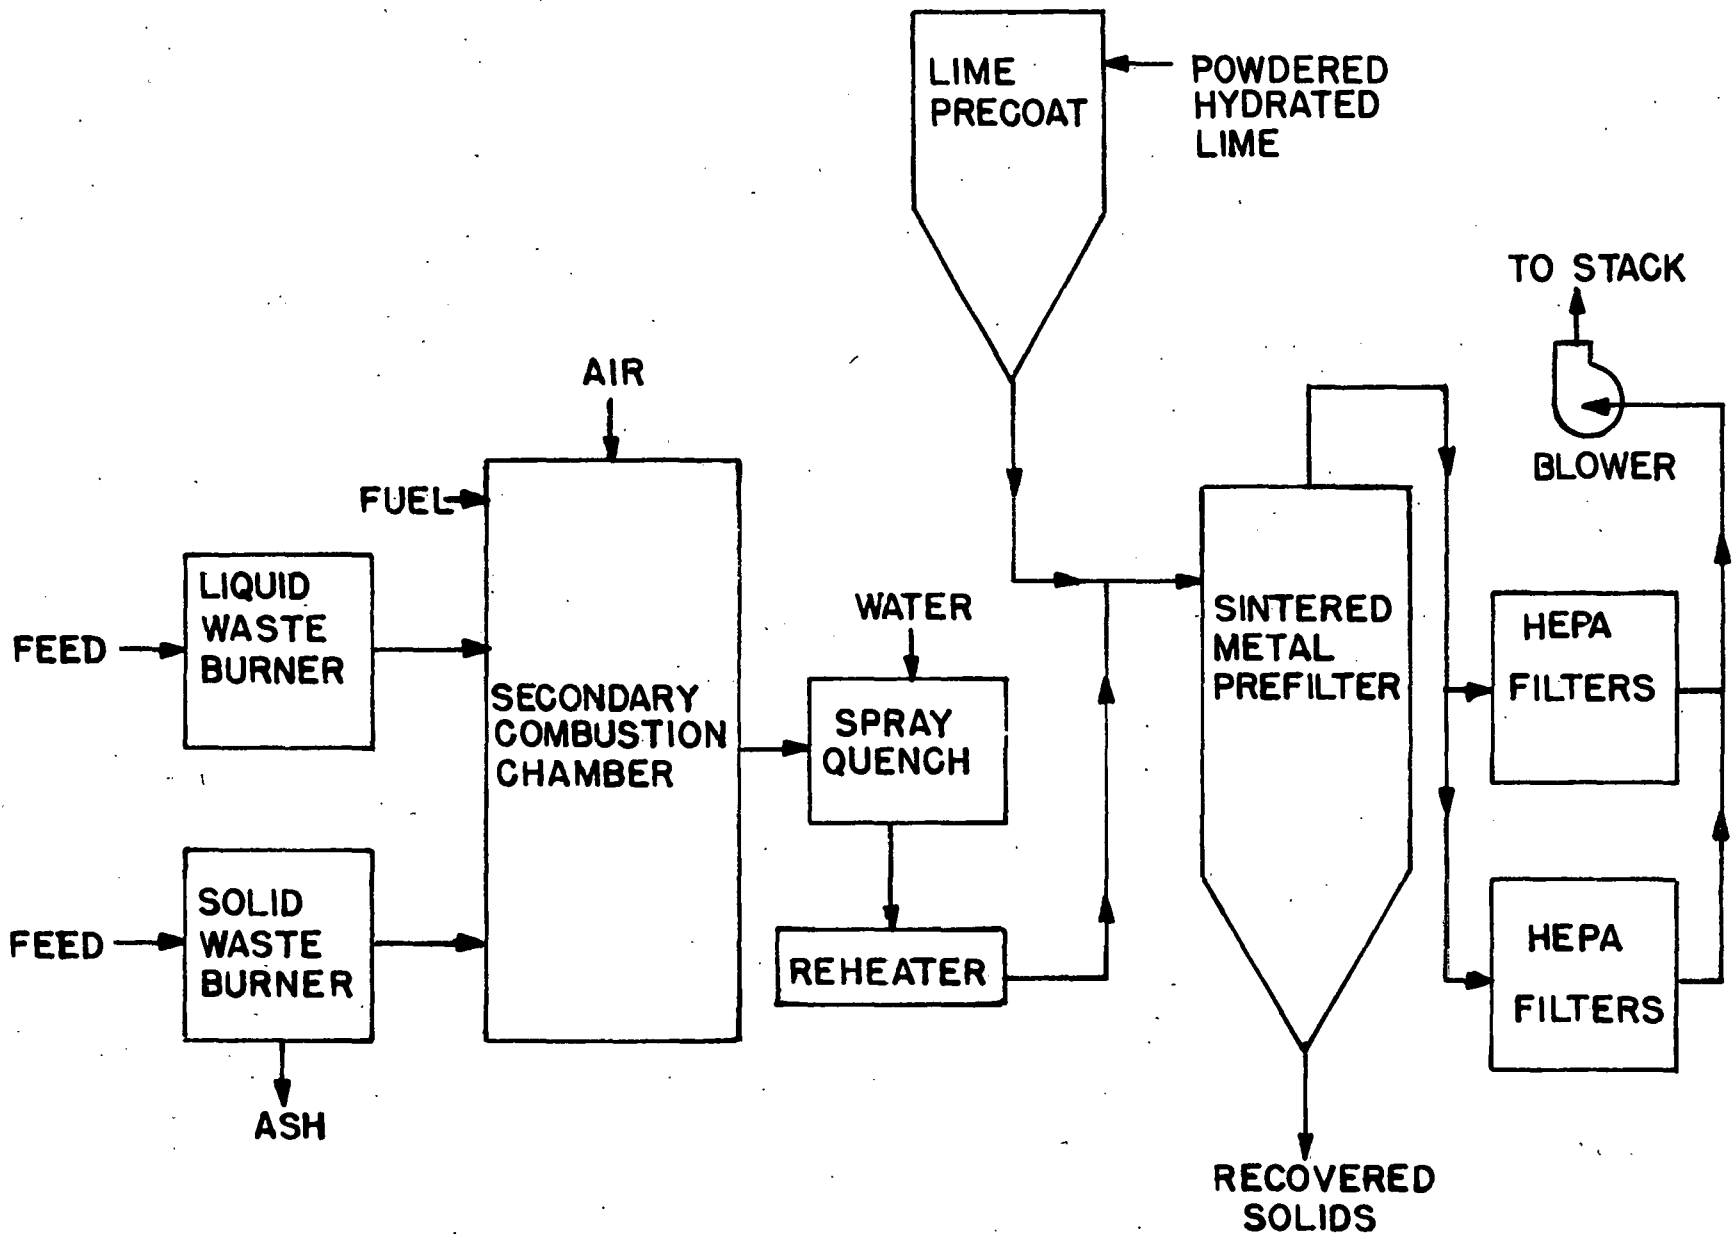 LIME
PRECOAT
POWDERED
HYDRATED
LIME
TO STACK
BLOWER
AIR
FUEL
FEED
LIQUID
WASTE
BURNER
SECONDARY
COMBUSTION
CHAMBER
WATER
SPRAY
QUENCH
REHEATER
SINTERED
METAL
PREFILTER
HEPA
FILTERS
FEED
SOLID
WASTE
BURNER
ASH
HEPA
FILTERS
RECOVERED
SOLIDS